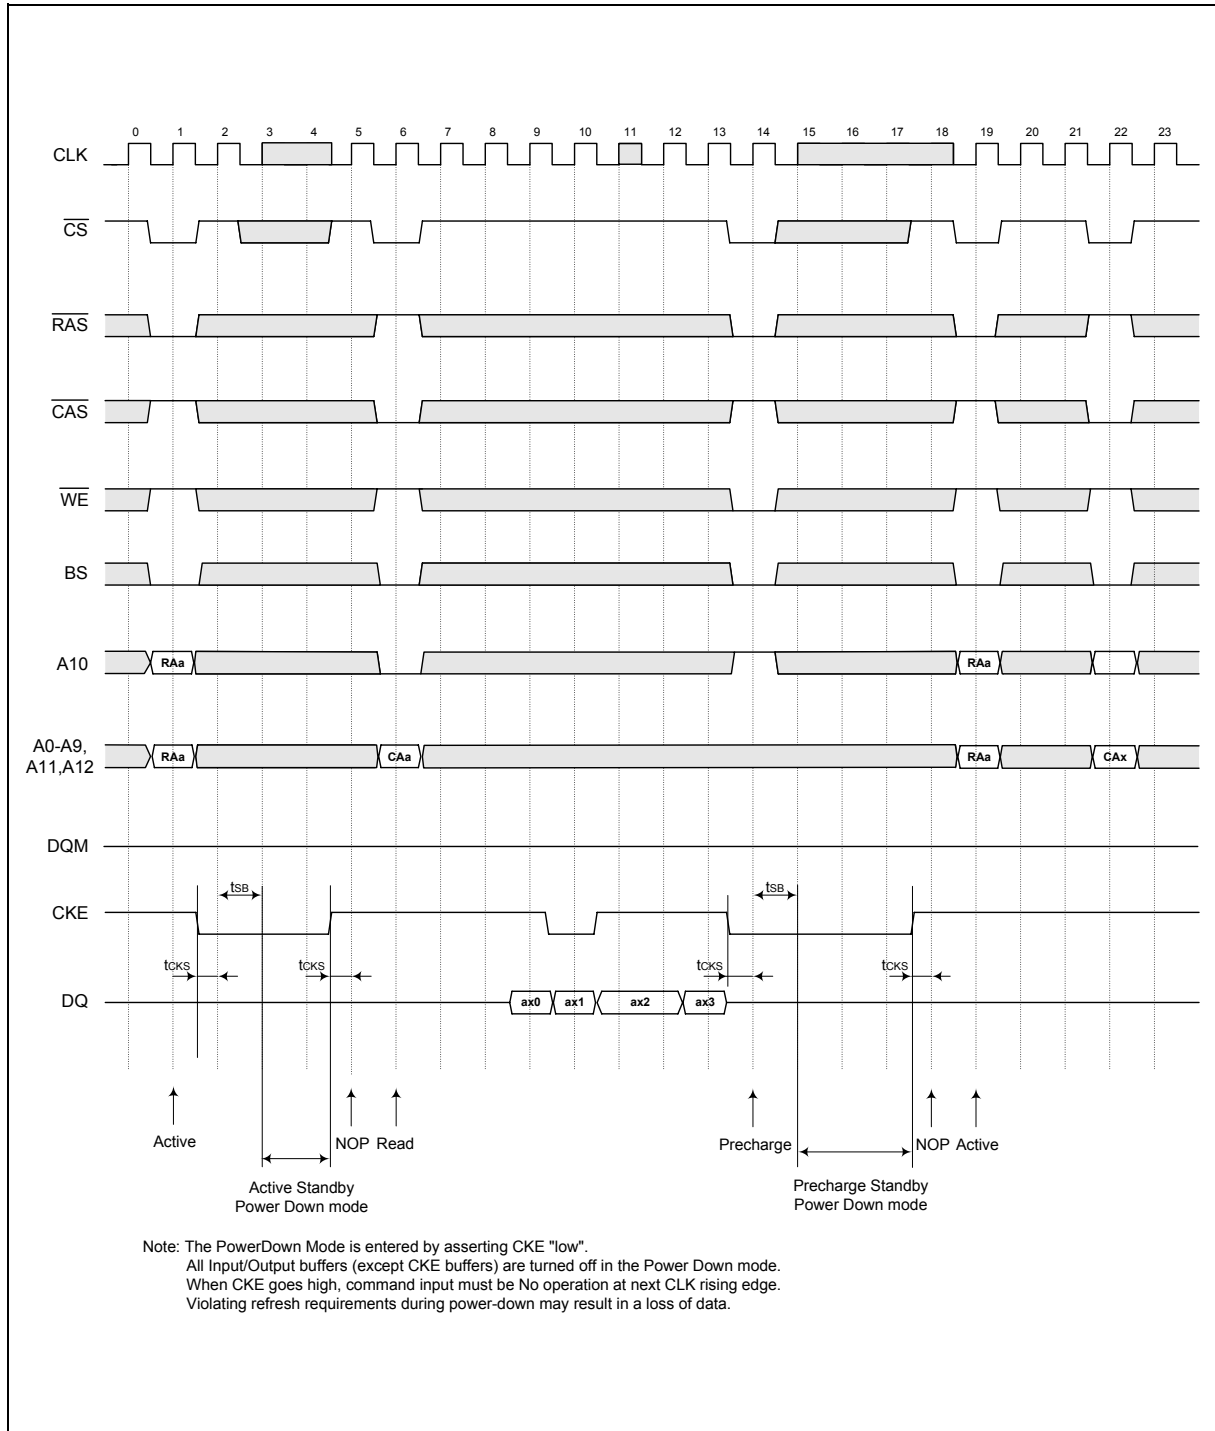 0 1 2 3 4 5 6 7 8 9 10 11 12 13 14 15 16 17 18 19 20 21 22 23
CLK
CS
RAS
CAS
WE
BS
A10 RAa RAa
A0-A9,
A11,A12 RAa CAa RAa CAx
DQM
tSB tSB
CKE
tCKS tCKS tCKS tCKS
DQ ax0 ax1 ax2 ax3
Active NOP Read Precharge NOP Active
Active Standby
Power Down mode
Precharge Standby
Power Down mode
Note: The PowerDown Mode is entered by asserting CKE "low".
All Input/Output buffers (except CKE buffers) are turned off in the Power Down mode.
When CKE goes high, command input must be No operation at next CLK rising edge.
Violating refresh requirements during power-down may result in a loss of data.